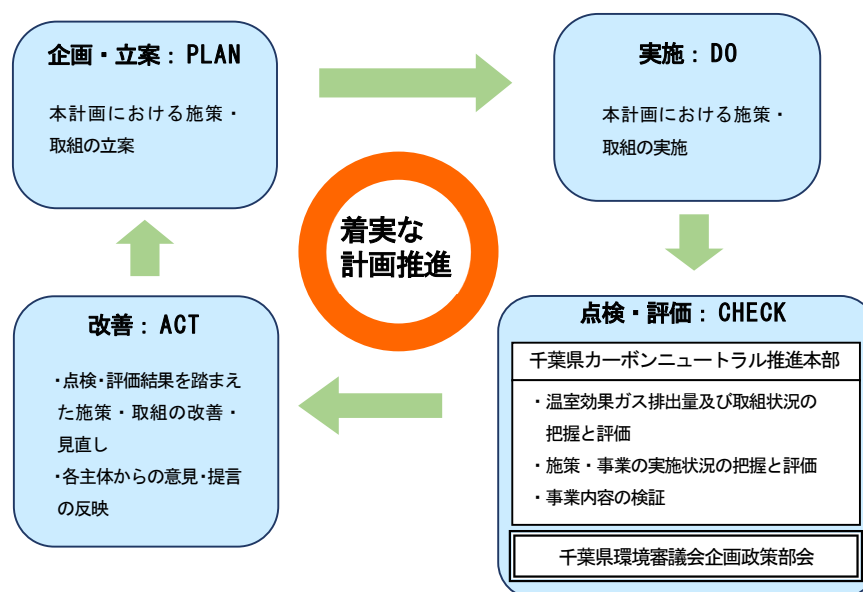 企画・立案：PLAN
本計画における施策・
取組の立案
実施：DO
本計画における施策・
取組の実施
着実な
計画推進
点検・評価：CHECK
千葉県カーボンニュートラル推進本部
・温室効果ガス排出量及び取組状況の
把握と評価
・施策・事業の実施状況の把握と評価
・事業内容の検証
千葉県環境審議会企画政策部会
改善：ACT
・点検・評価結果を踏まえ
た施策・取組の改善・
見直し
・各主体からの意見・提言
の反映